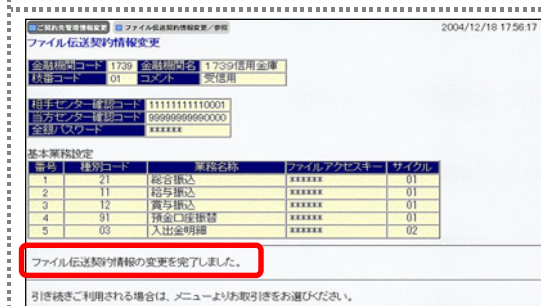 ご契約先管理情報変更 ファイル伝送契約情報変更/参照 2004/12/18 17:56:17
ファイル伝送契約情報変更
金融機関コード 1739 金融機関名 1739信用金庫
枝番コード 01 コメント 受信用
相手センター確認コード 11111111110001
当方センター確認コード 99999999990000
全銀パスワード ******
基本業務設定
番号 種別コード 業務名称 ファイルアクセスキー サイクル
1 21 総合振込 ****** 01
2 11 給与振込 ****** 01
3 12 賞与振込 ****** 01
4 91 預金口座振替 ****** 01
5 03 入出金明細 ****** 02
ファイル伝送契約情報の変更を完了しました。
引き続きご利用される場合は、メニューよりお取引きをお選びください。